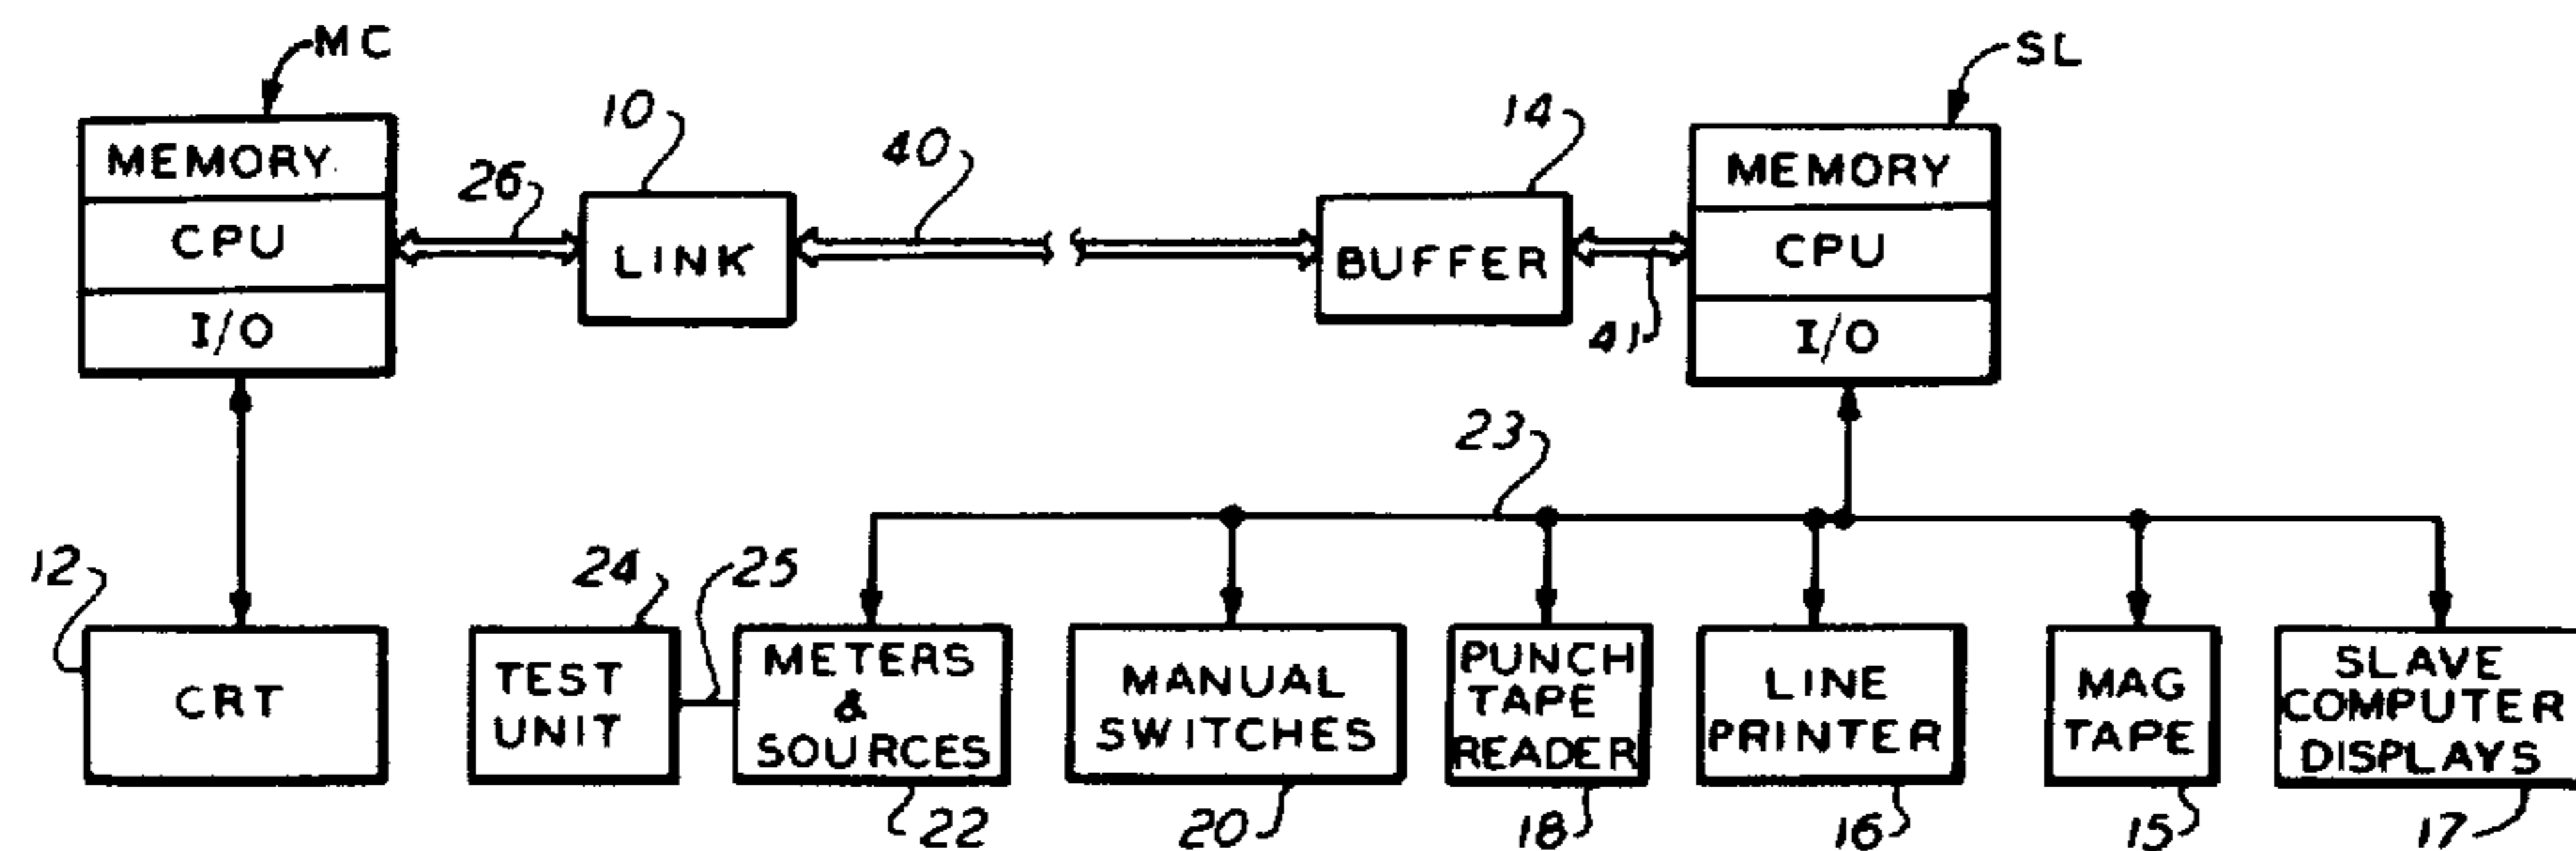 MC
SL
10
14
40
26
MEMORY
CPU
I/O
LINK
BUFFER
41
MEMORY
CPU
I/O
23
12
24
25
CRT
TEST
UNIT
METERS
&
SOURCES
MANUAL
SWITCHES
PUNCH
TAPE
READER
LINE
PRINTER
MAG
TAPE
SLAVE
COMPUTER
DISPLAYS
22
20
18
16
15
17